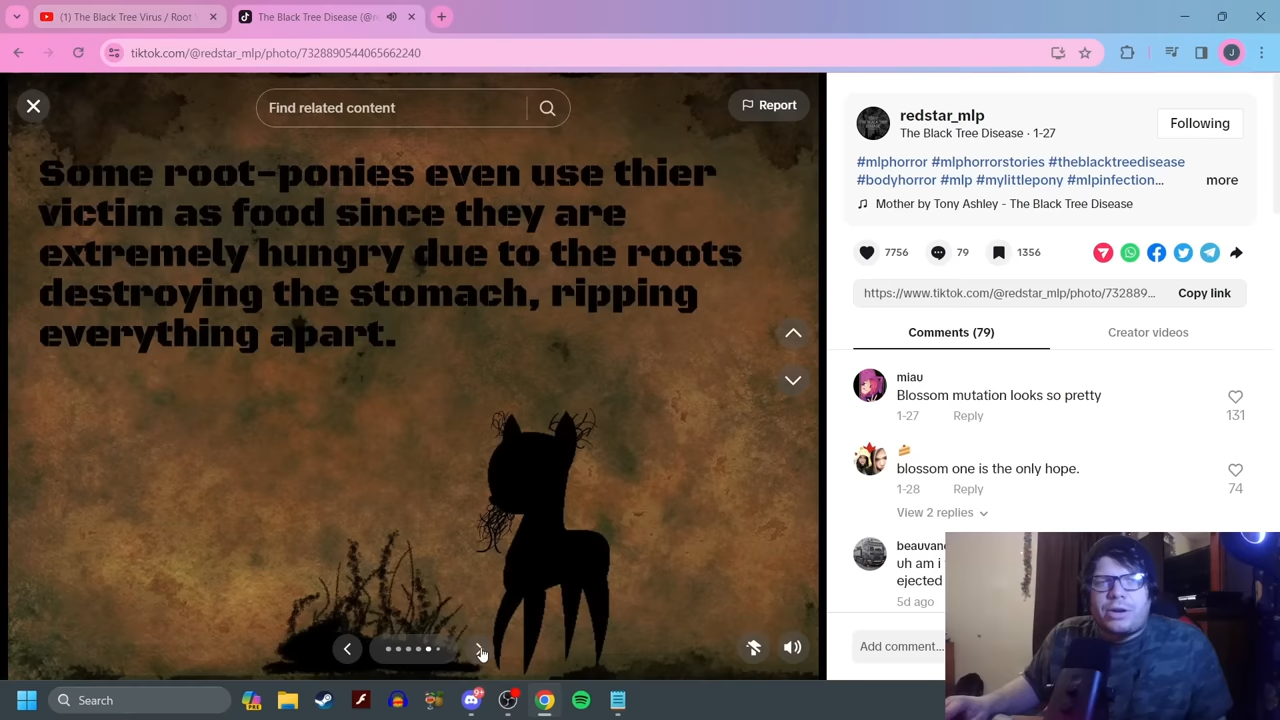 (1) The Black Tree Virus / Root
The Black Tree Disease (@r
tiktok.com/@redstar_mlp/photo/7328890544065662240
Find related content
Report
Some root-ponies even use thier
victim as food since they are
extremely hungry due to the roots
destroying the stomach, ripping
everything apart.
redstar_mlp
The Black Tree Disease · 1-27
Following
#mlphorror #mlphorrorstories #theblacktreedisease
#bodyhorror #mlp #mylittlepony #mlpinfection...
more
Mother by Tony Ashley - The Black Tree Disease
7756
79
1356
https://www.tiktok.com/@redstar_mlp/photo/732889...
Copy link
Comments (79)
Creator videos
miau
Blossom mutation looks so pretty
1-27
Reply
131
blossom one is the only hope.
1-28
Reply
74
View 2 replies
beauvan
uh am i
ejected
5d ago
Add comment...
Search
PRE
9+
J